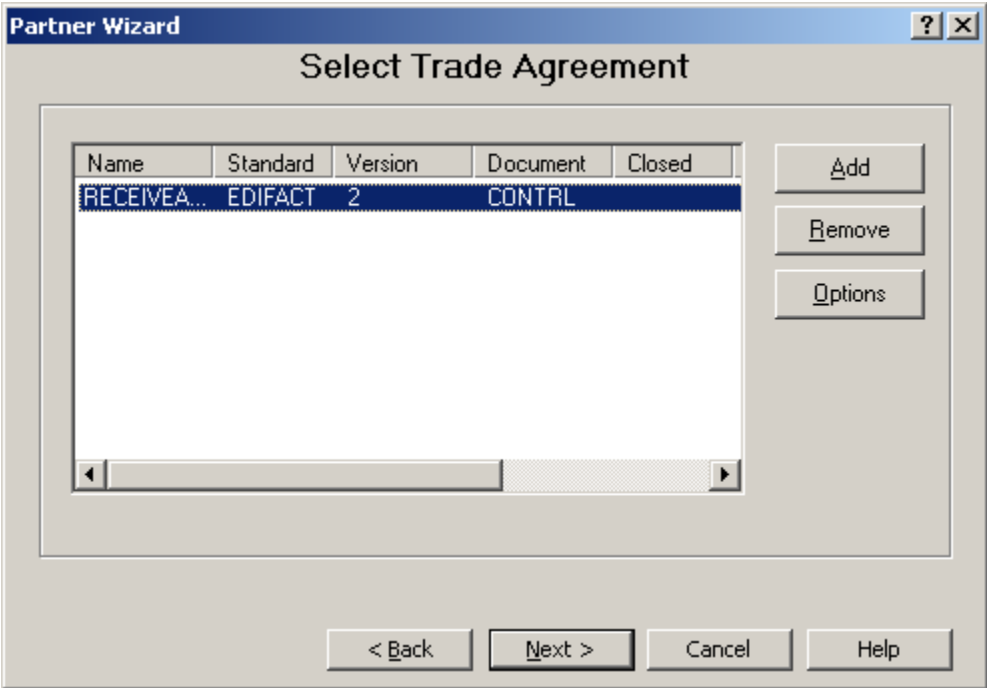 Partner Wizard
Select Trade Agreement
Name Standard Version Document Closed
RECEIVEA... EDIFACT 2 CONTRL
Add
Remove
Options
< Back Next > Cancel Help